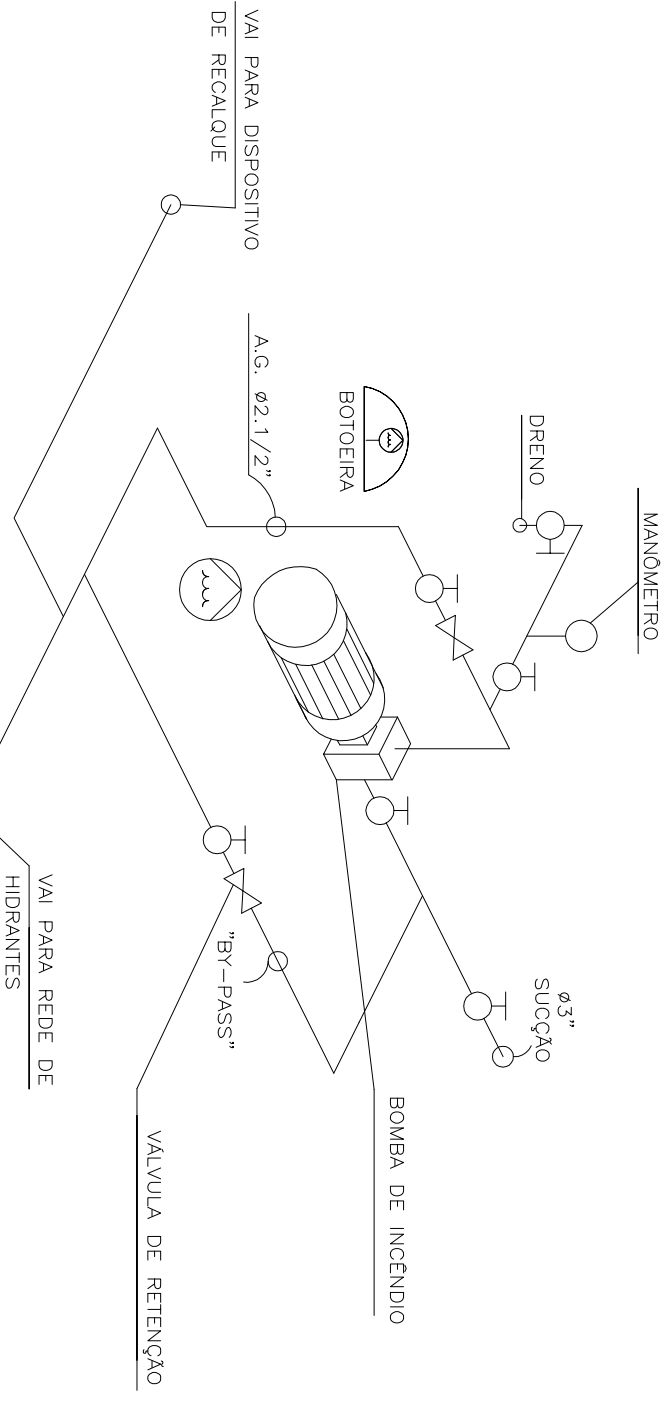 VAI PARA DISPOSITIVO
DE RECALQUE
A.G. ø2.1/2"
BOTOEIRA
DRENO
MANÔMETRO
ø3"
SUCÇÃO
"BY-PASS"
BOMBA DE INCÊNDIO
VÁLVULA DE RETENÇÃO
VAI PARA REDE DE
HIDRANTES